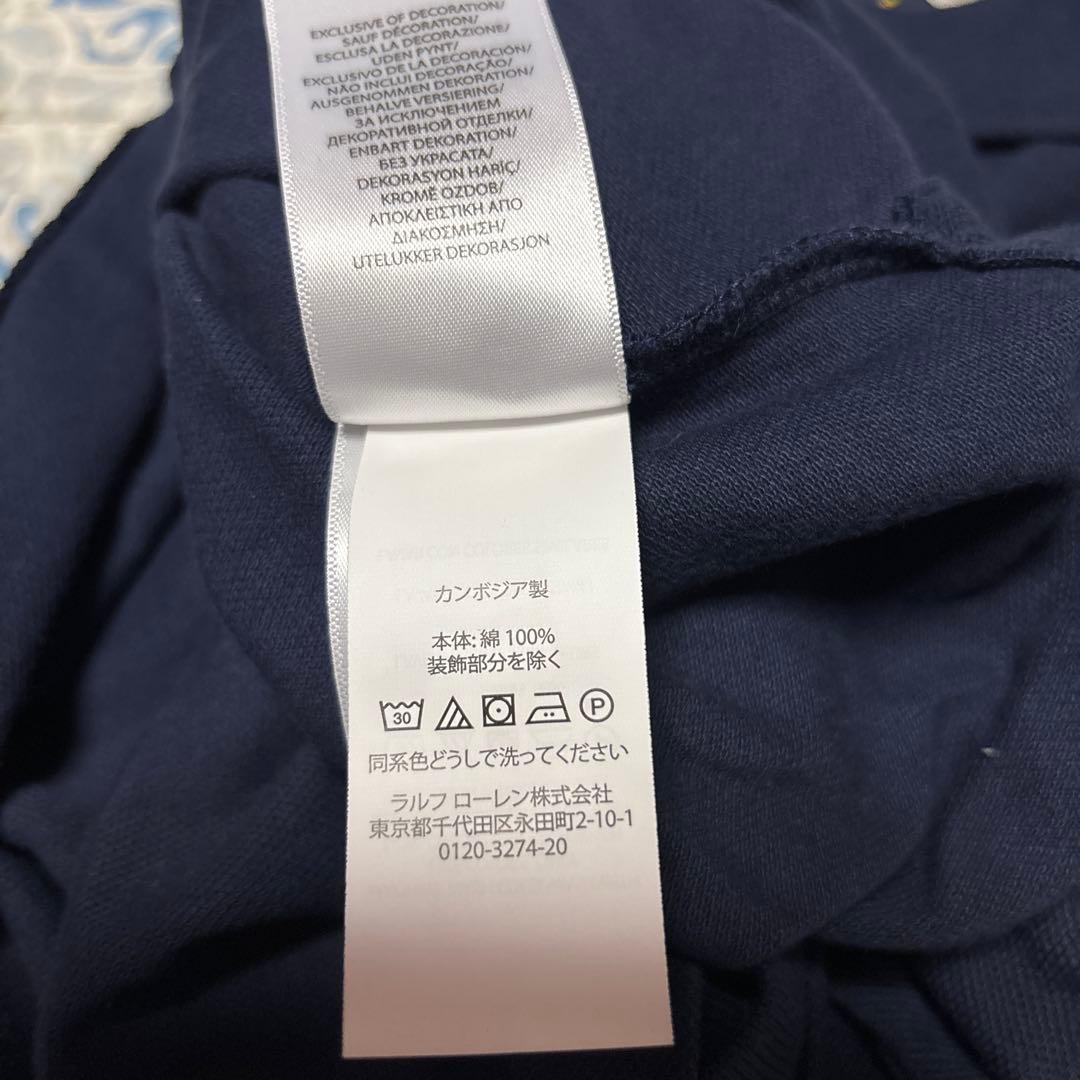 EXCLUSIVE OF DECORATION/
SAUF DÉCORATION/
ESCLUSA LA DECORAZIONE/
UDEN PYNT/
EXCLUSIVO DE LA DECORACIÓN/
NÃO INCLUI DECORAÇÃO/
AUSGENOMMEN DEKORATION/
BEHALVE VERSIERING/
ЗА ИСКЛЮЧЕНИЕМ
ДЕКОРАТИВНОЙ ОТДЕЛКИ/
ENBART DEKORATION/
БЕЗ УКРАСАТА/
DEKORASYON HARİÇ/
KROMĚ OZDOB/
ΑΠΟΚΛΕΙΣΤΙΚΗ ΑΠΟ
ΔΙΑΚΟΣΜΗΣΗ/
UTELUKKER DEKORASJON
カンボジア製
本体: 綿 100%
装飾部分を除く
30 P
同系色どうしで洗ってください
ラルフ ローレン株式会社
東京都千代田区永田町2-10-1
0120-3274-20